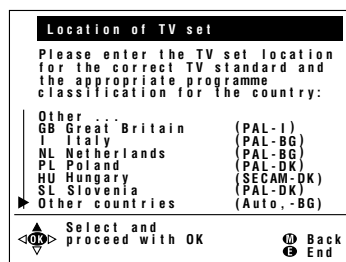 Location of TV set
Please enter the TV set location
for the correct TV standard and
the appropriate programme
classification for the country:
Other ...
GB Great Britain (PAL-I)
I Italy (PAL-BG)
NL Netherlands (PAL-BG)
PL Poland (PAL-DK)
HU Hungary (SECAM-DK)
SL Slovenia (PAL-DK)
Other countries (Auto,-BG)
Select and
OK proceed with OK M Back
E End